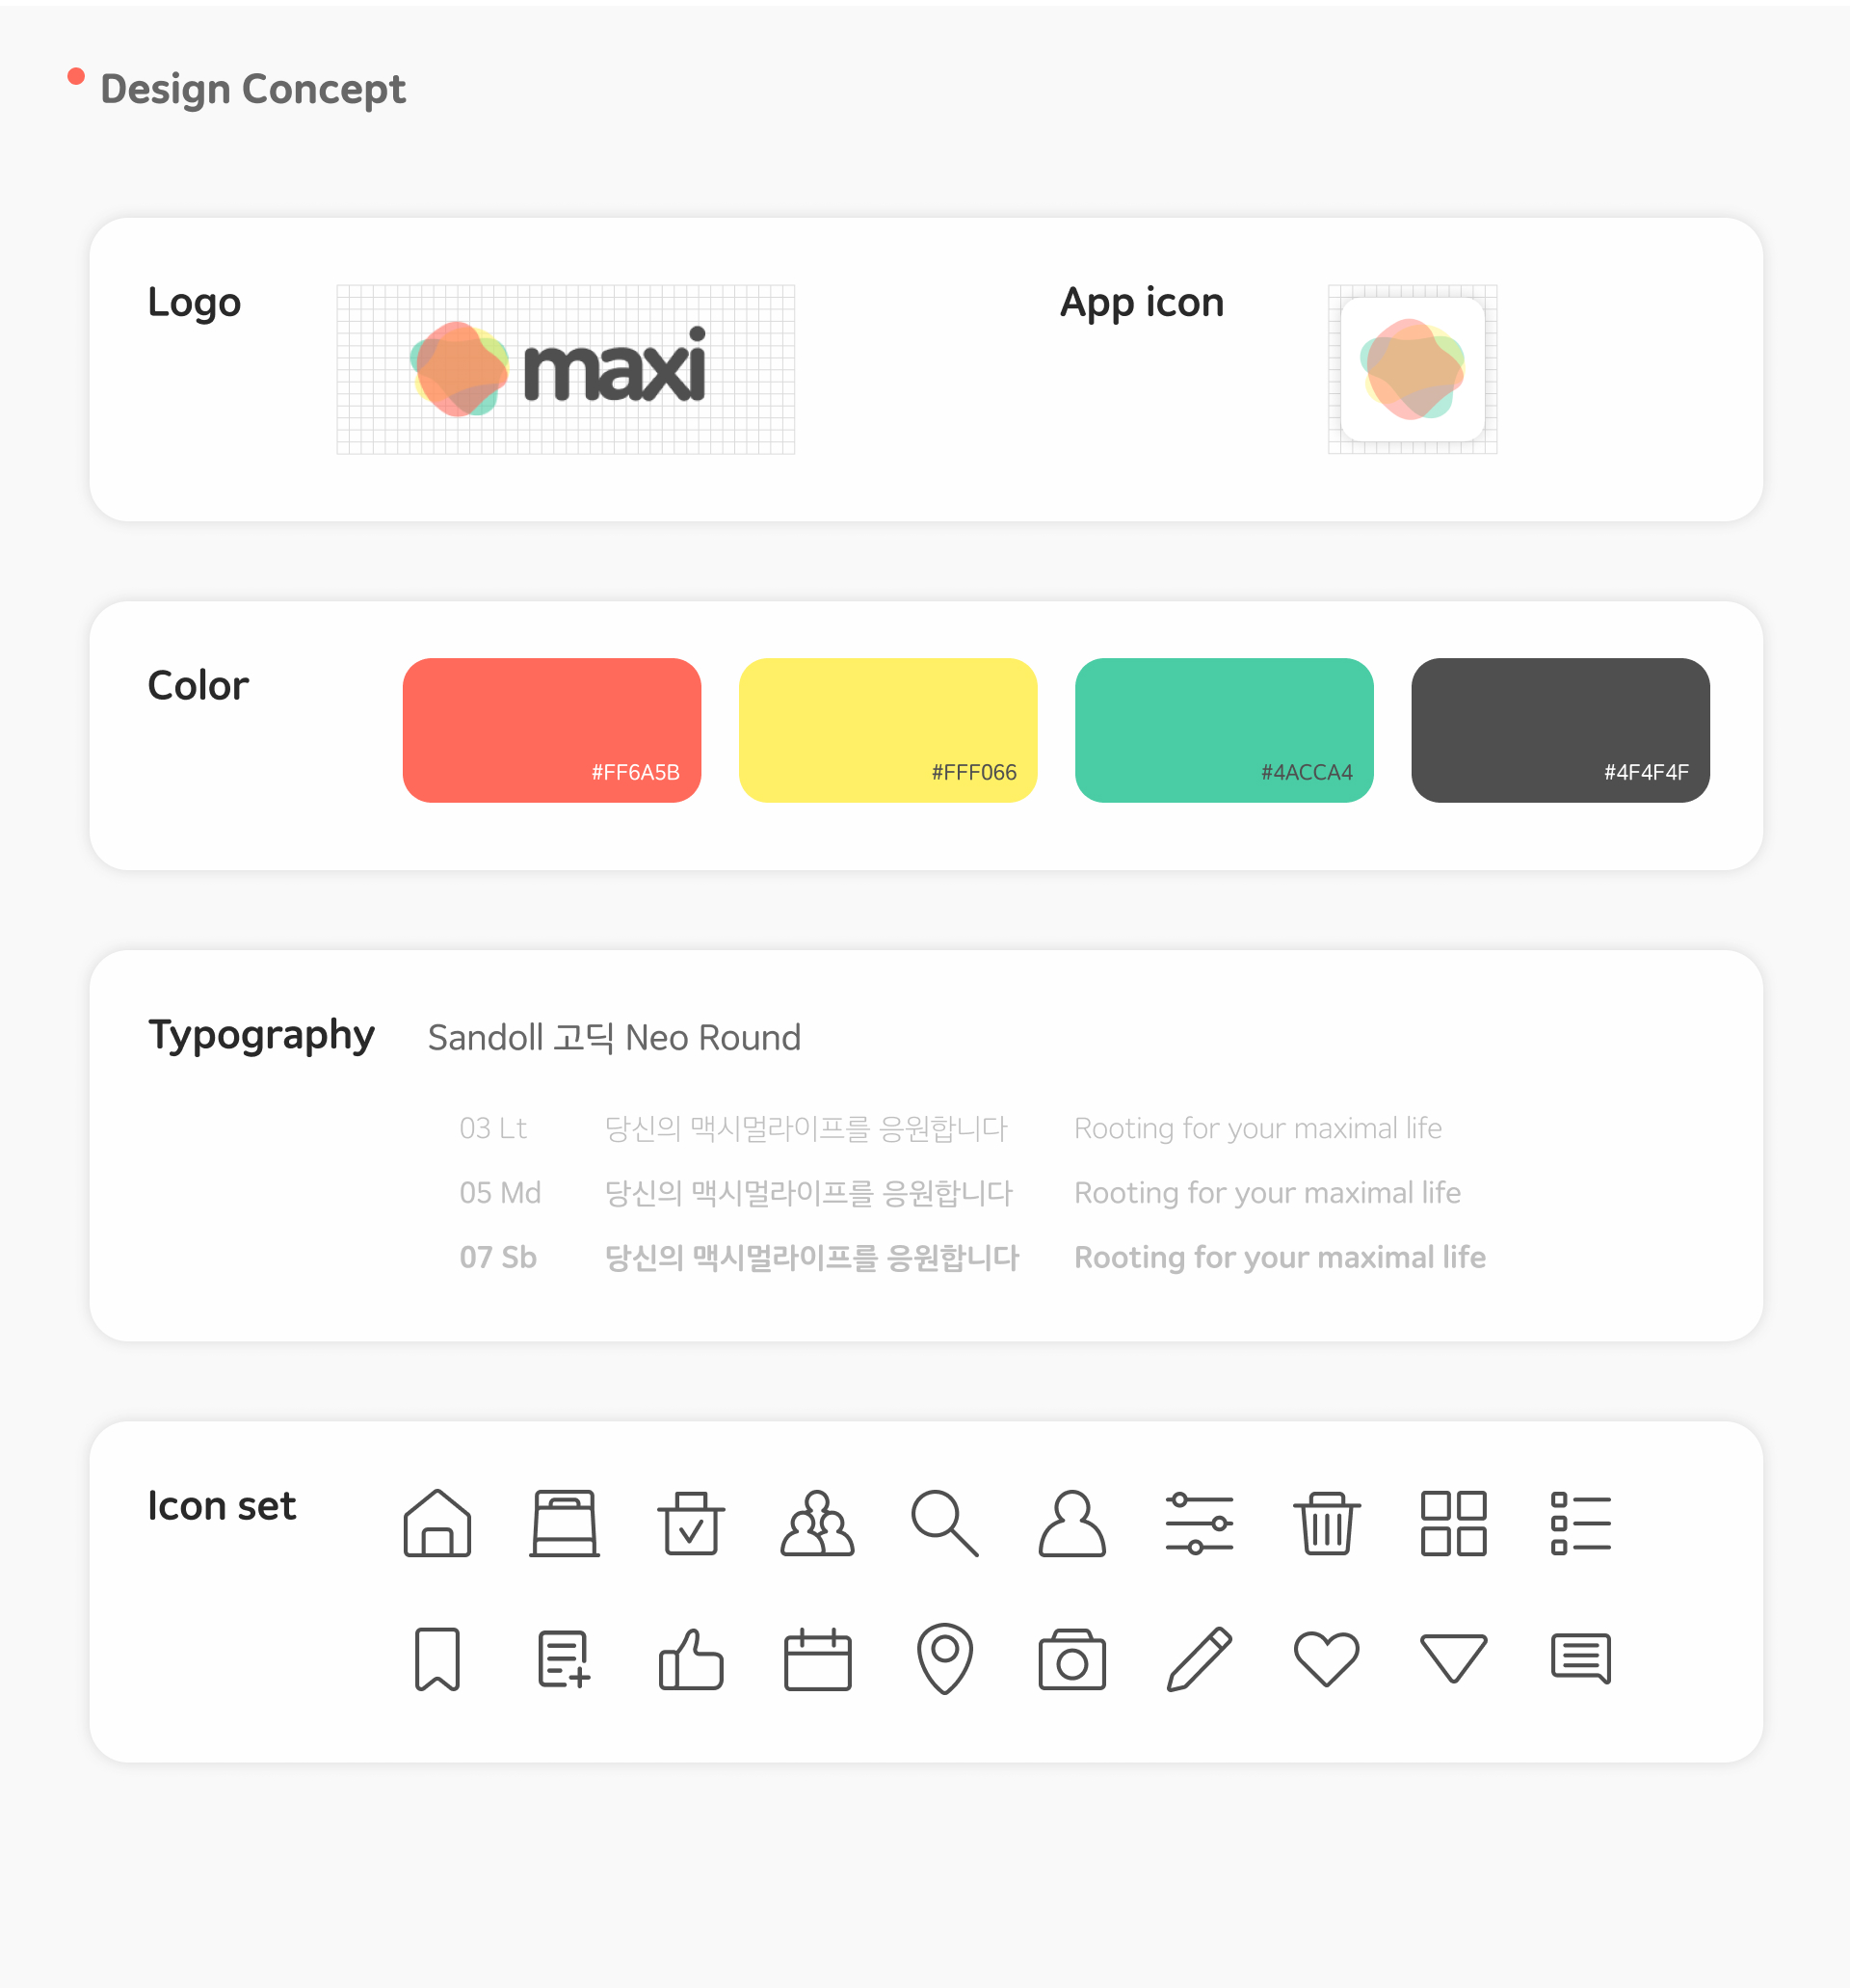 Design Concept
Logo
maxi
App icon
Color
#FF6A5B
#FFF066
#4ACCA4
#4F4F4F
Typography
Sandoll 고딕 Neo Round
03 Lt 당신의 맥시멀라이프를 응원합니다 Rooting for your maximal life
05 Md 당신의 맥시멀라이프를 응원합니다 Rooting for your maximal life
07 Sb 당신의 맥시멀라이프를 응원합니다 Rooting for your maximal life
Icon set